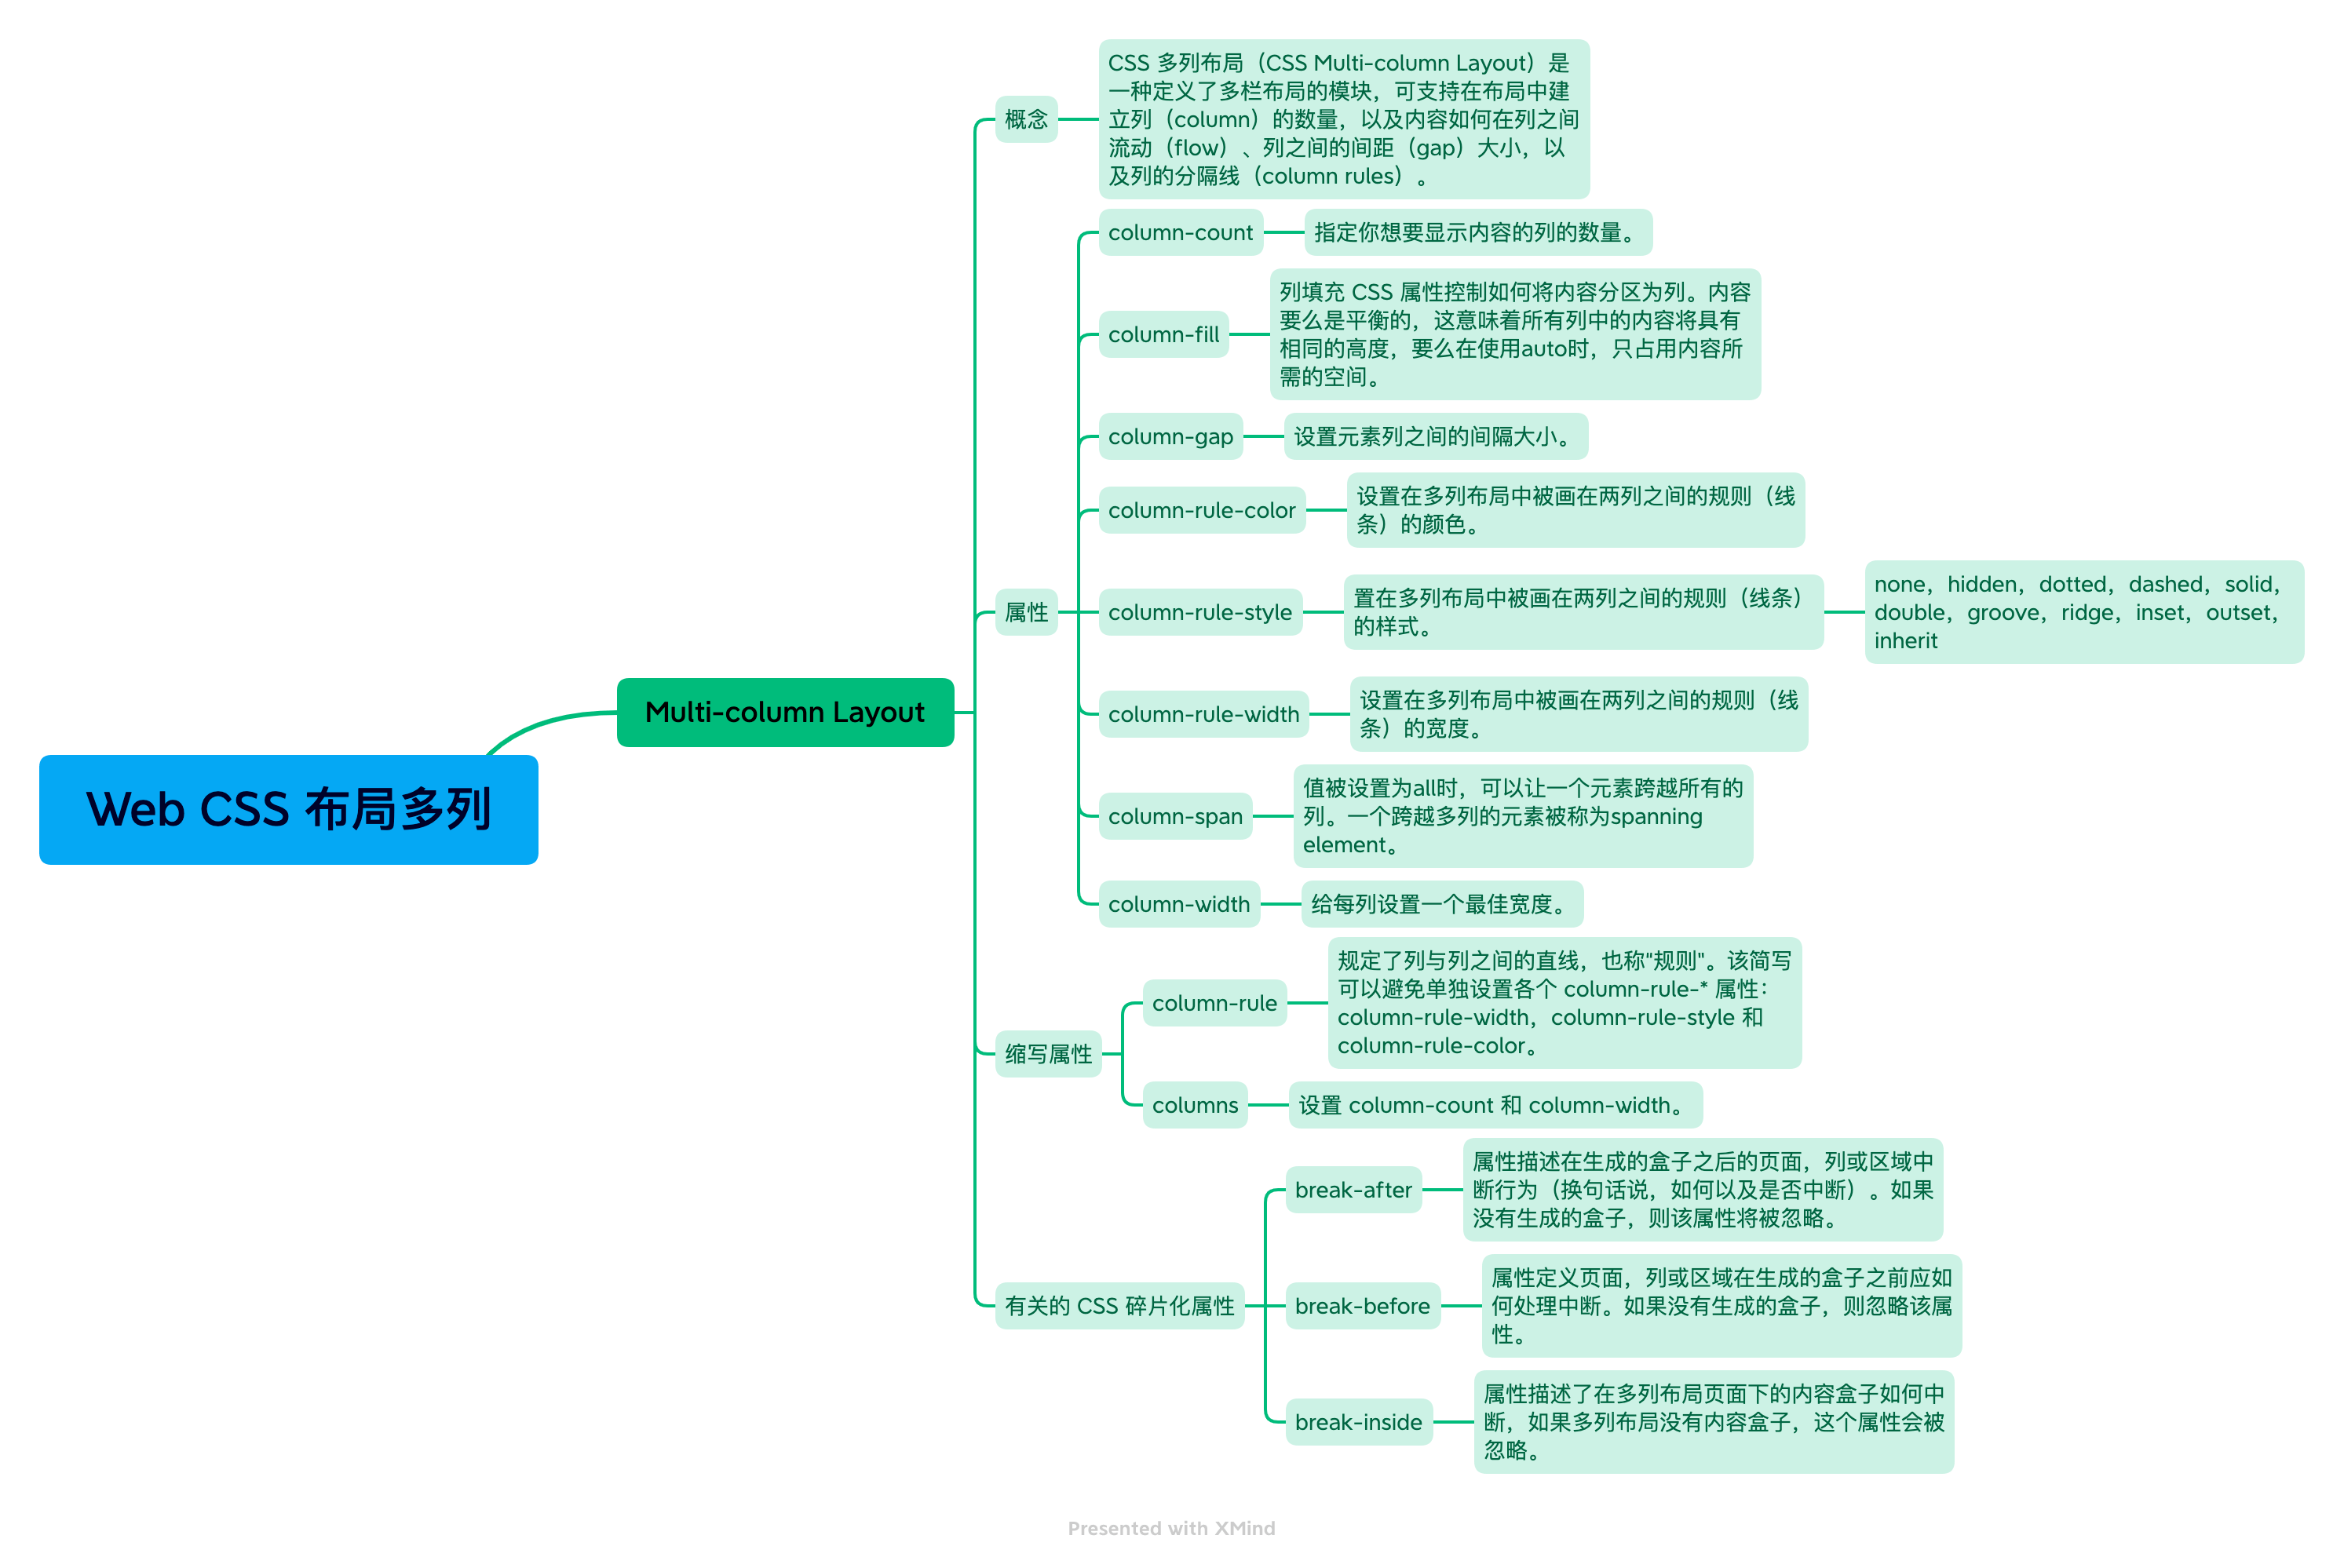 Web CSS 布局多列
Multi-column Layout
概念
CSS 多列布局（CSS Multi-column Layout）是
一种定义了多栏布局的模块，可支持在布局中建
立列（column）的数量，以及内容如何在列之间
流动（flow）、列之间的间距（gap）大小，以
及列的分隔线（column rules）。
属性
column-count
指定你想要显示内容的列的数量。
column-fill
列填充 CSS 属性控制如何将内容分区为列。内容
要么是平衡的，这意味着所有列中的内容将具有
相同的高度，要么在使用auto时，只占用内容所
需的空间。
column-gap
设置元素列之间的间隔大小。
column-rule-color
设置在多列布局中被画在两列之间的规则（线
条）的颜色。
column-rule-style
置在多列布局中被画在两列之间的规则（线条）
的样式。
none，hidden，dotted，dashed，solid，
double，groove，ridge，inset，outset，
inherit
column-rule-width
设置在多列布局中被画在两列之间的规则（线
条）的宽度。
column-span
值被设置为all时，可以让一个元素跨越所有的
列。一个跨越多列的元素被称为spanning
element。
column-width
给每列设置一个最佳宽度。
缩写属性
column-rule
规定了列与列之间的直线，也称"规则"。该简写
可以避免单独设置各个 column-rule-* 属性：
column-rule-width，column-rule-style 和
column-rule-color。
columns
设置 column-count 和 column-width。
有关的 CSS 碎片化属性
break-after
属性描述在生成的盒子之后的页面，列或区域中
断行为（换句话说，如何以及是否中断）。如果
没有生成的盒子，则该属性将被忽略。
break-before
属性定义页面，列或区域在生成的盒子之前应如
何处理中断。如果没有生成的盒子，则忽略该属
性。
break-inside
属性描述了在多列布局页面下的内容盒子如何中
断，如果多列布局没有内容盒子，这个属性会被
忽略。
Presented with XMind